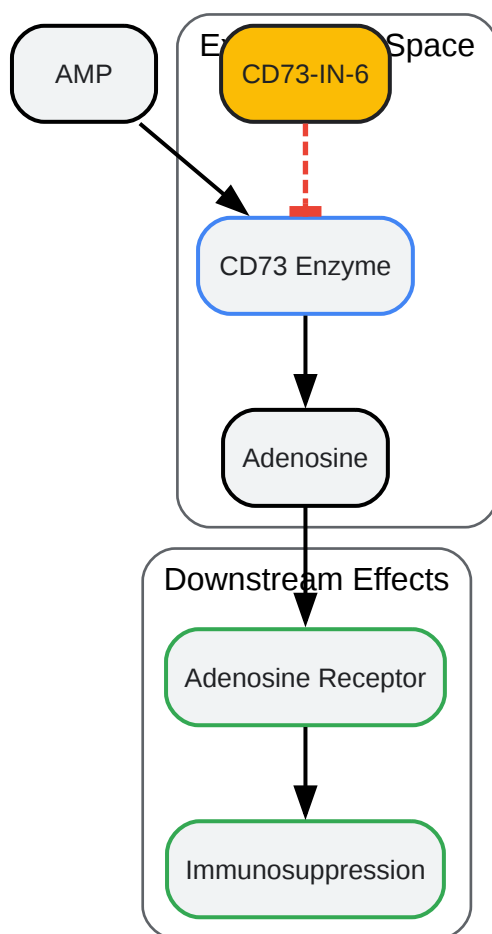 AMP
Space
CD73-IN-6
CD73 Enzyme
Adenosine
Downstream Effects
Adenosine Receptor
Immunosuppression